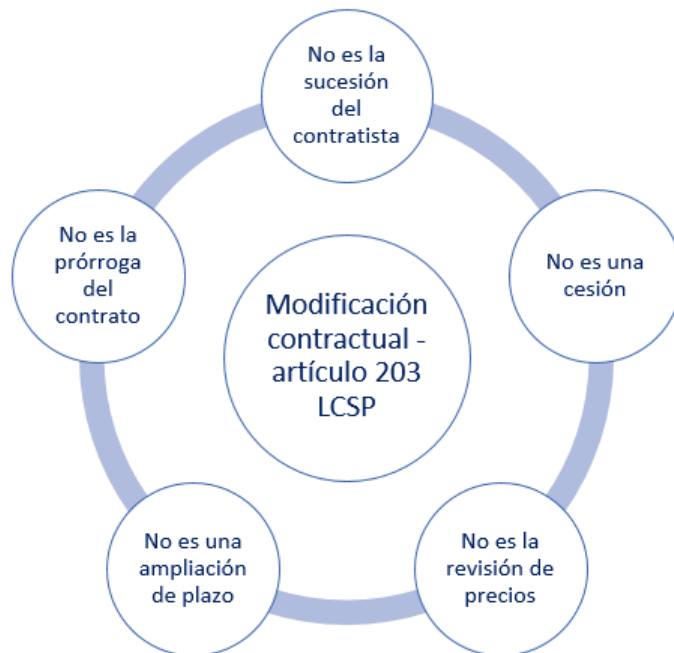 No es la
sucesión
del
contratista
No es una
cesión
No es la
revisión de
precios
No es una
ampliación
de plazo
No es la
prórroga
del
contrato
Modificación
contractual -
artículo 203
LCSP